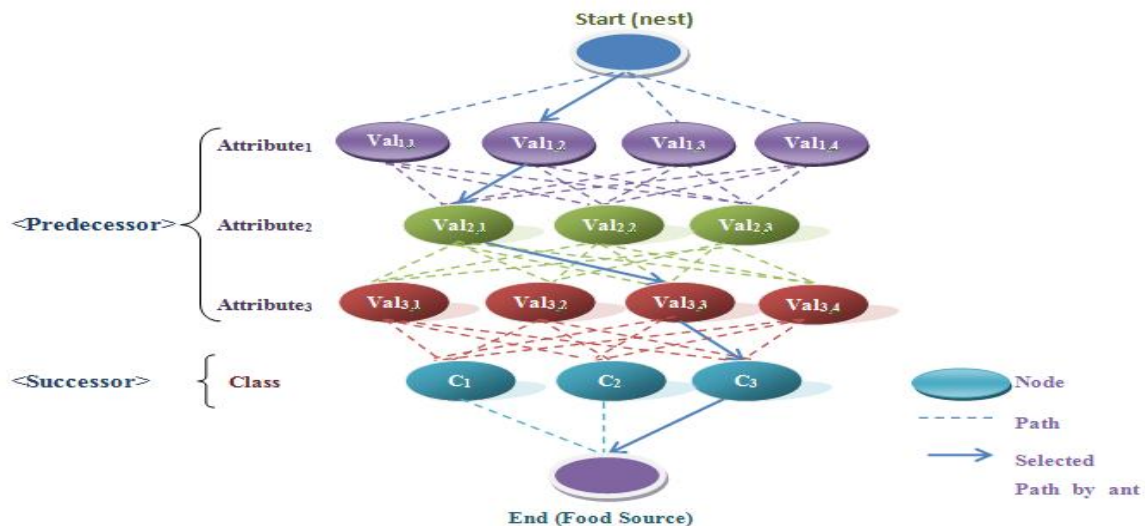 Start (nest)
Attribute₁ Val₁,₁ Val₁,₂ Val₁,₃ Val₁,₄
<Predecessor> Attribute₂ Val₂,₁ Val₂,₂ Val₂,₃
Attribute₃ Val₃,₁ Val₃,₂ Val₃,₃ Val₃,₄
<Successor> Class C₁ C₂ C₃
Node
Path
Selected
Path by ant
End (Food Source)